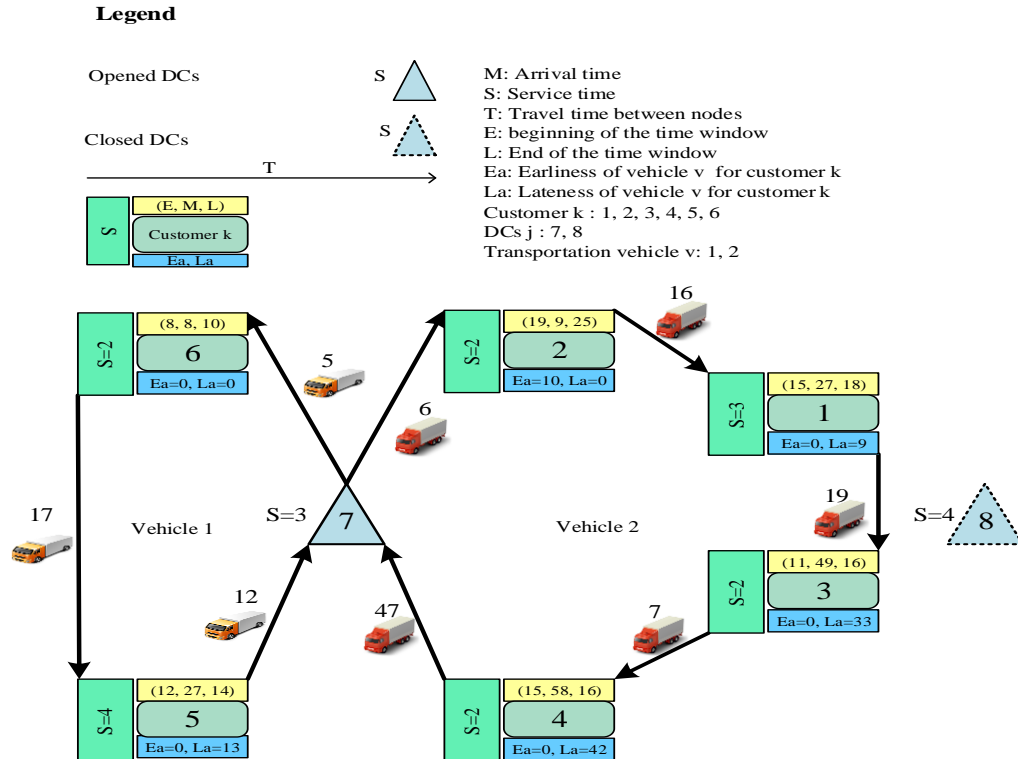 Legend
Opened DCs
S
Closed DCs
S
T
S
(E, M, L)
Customer k
Ea, La
M: Arrival time
S: Service time
T: Travel time between nodes
E: beginning of the time window
L: End of the time window
Ea: Earliness of vehicle v for customer k
La: Lateness of vehicle v for customer k
Customer k : 1, 2, 3, 4, 5, 6
DCs j : 7, 8
Transportation vehicle v: 1, 2
S=2
(8, 8, 10)
6
Ea=0, La=0
5
6
S=2
(19, 9, 25)
2
Ea=10, La=0
16
S=3
(15, 27, 18)
1
Ea=0, La=9
17
Vehicle 1
S=3
7
Vehicle 2
19
S=4
8
12
47
7
S=2
(11, 49, 16)
3
Ea=0, La=33
S=4
(12, 27, 14)
5
Ea=0, La=13
S=2
(15, 58, 16)
4
Ea=0, La=42